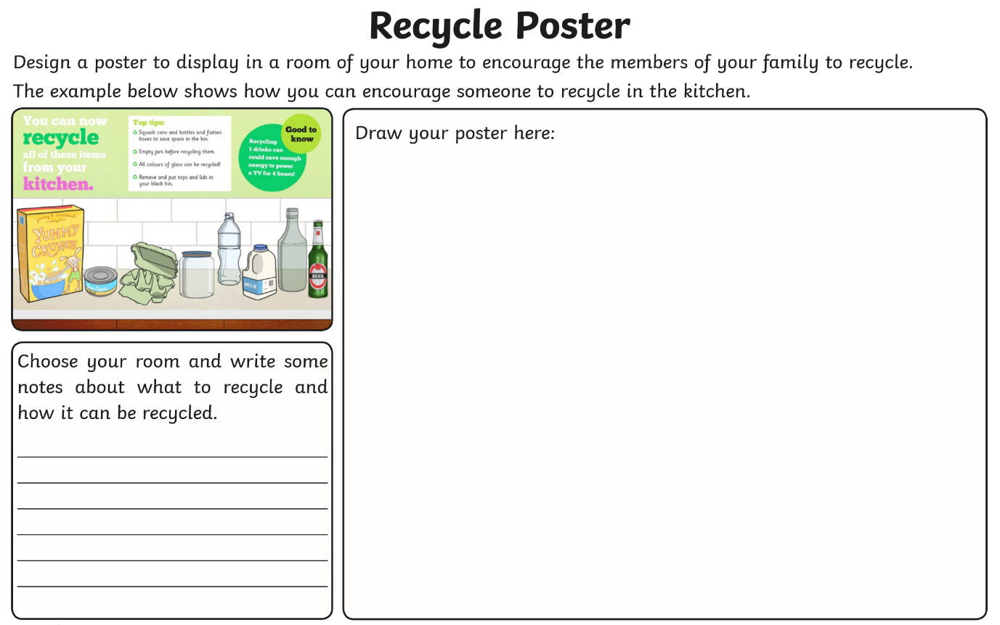 Recycle Poster
Design a poster to display in a room of your home to encourage the members of your family to recycle.
The example below shows how you can encourage someone to recycle in the kitchen.
You can now
recycle
all of these items
from your
kitchen.
Top tips:
Squash cans and bottles and flatten
boxes to save space in the bin.
Empty jars before recycling them.
All colours of glass can be recycled!
Remove and put tops and lids in
your black bin.
Good to
know
Recycling
1 drinks can
could save enough
energy to power
a TV for 4 hours!
YUMMY
CRUNCH
MILK
BEER
Choose your room and write some
notes about what to recycle and
how it can be recycled.
Draw your poster here: